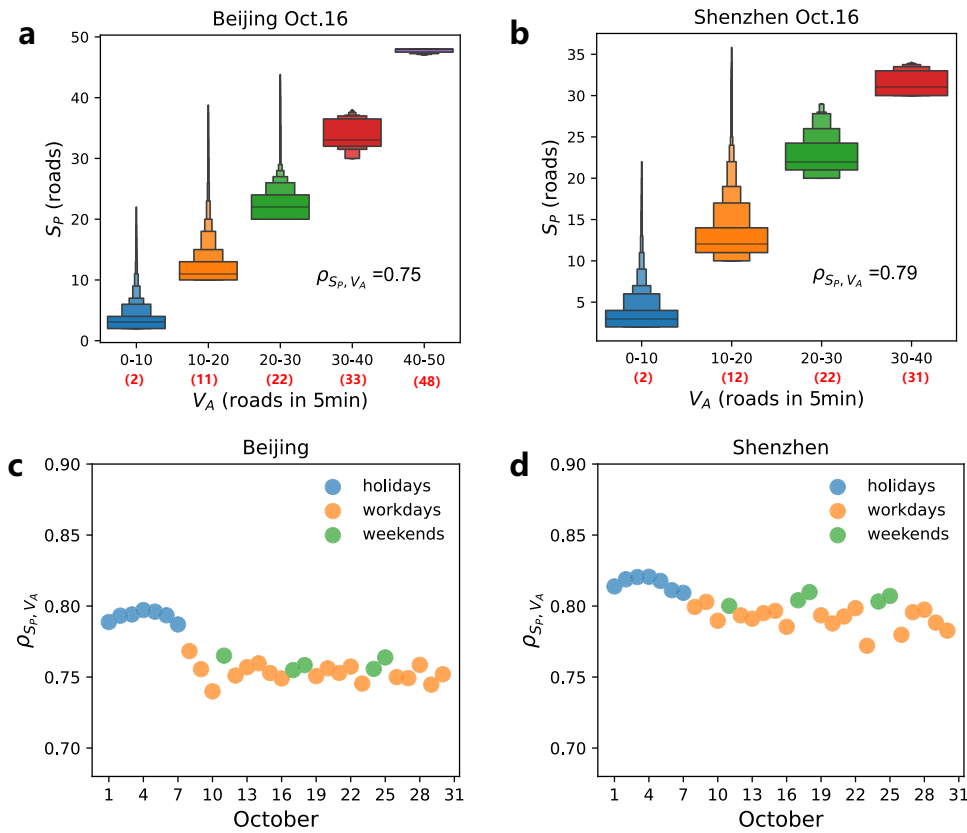 a
Beijing Oct.16
50
40
30
20
10
0
S_P (roads)
ρ_{S_P, V_A} =0.75
0-10 10-20 20-30 30-40 40-50
(2) (11) (22) (33) (48)
V_A (roads in 5min)
b
Shenzhen Oct.16
35
30
25
20
15
10
5
S_P (roads)
ρ_{S_P, V_A} =0.79
0-10 10-20 20-30 30-40
(2) (12) (22) (31)
V_A (roads in 5min)
c
Beijing
0.90
0.85
0.80
0.75
0.70
ρ_{S_P, V_A}
holidays
workdays
weekends
1 4 7 10 13 16 19 22 25 28 31
October
d
Shenzhen
0.90
0.85
0.80
0.75
0.70
ρ_{S_P, V_A}
holidays
workdays
weekends
1 4 7 10 13 16 19 22 25 28 31
October